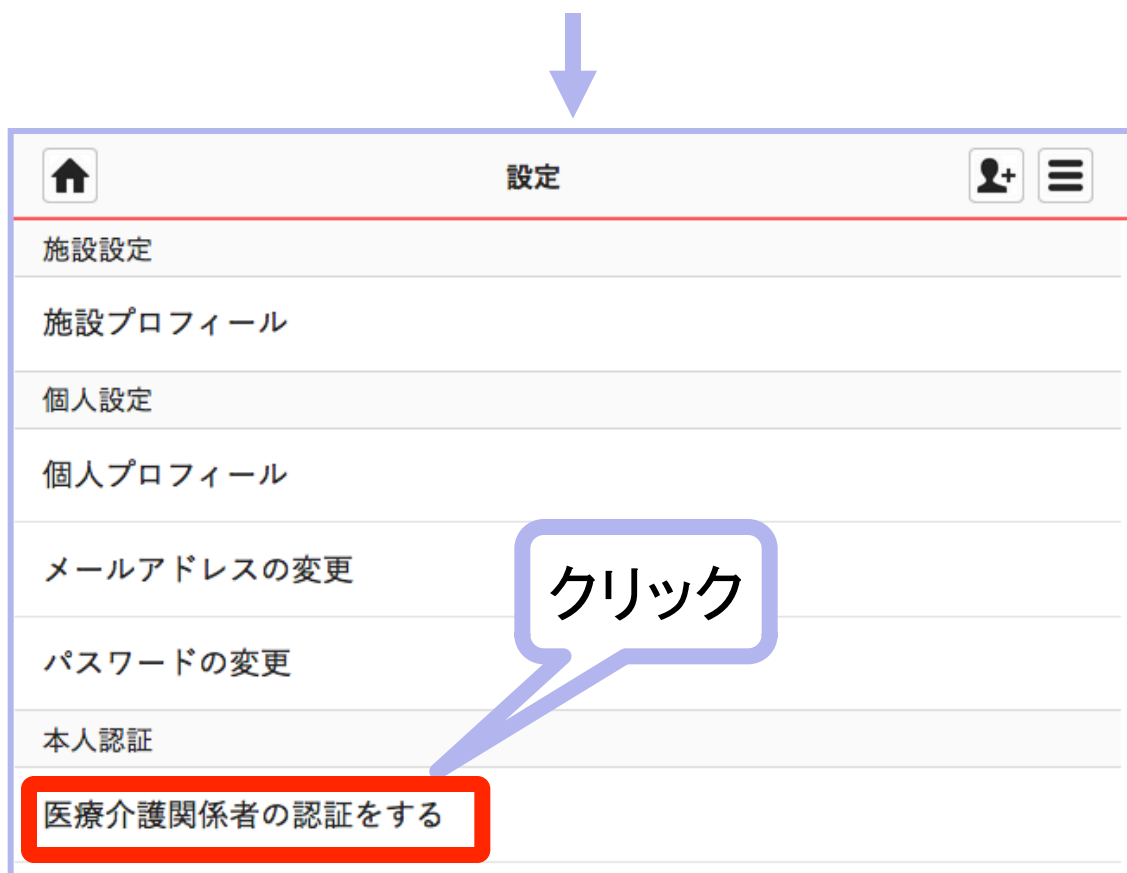 設定
施設設定
施設プロフィール
個人設定
個人プロフィール
メールアドレスの変更
クリック
パスワードの変更
本人認証
医療介護関係者の認証をする